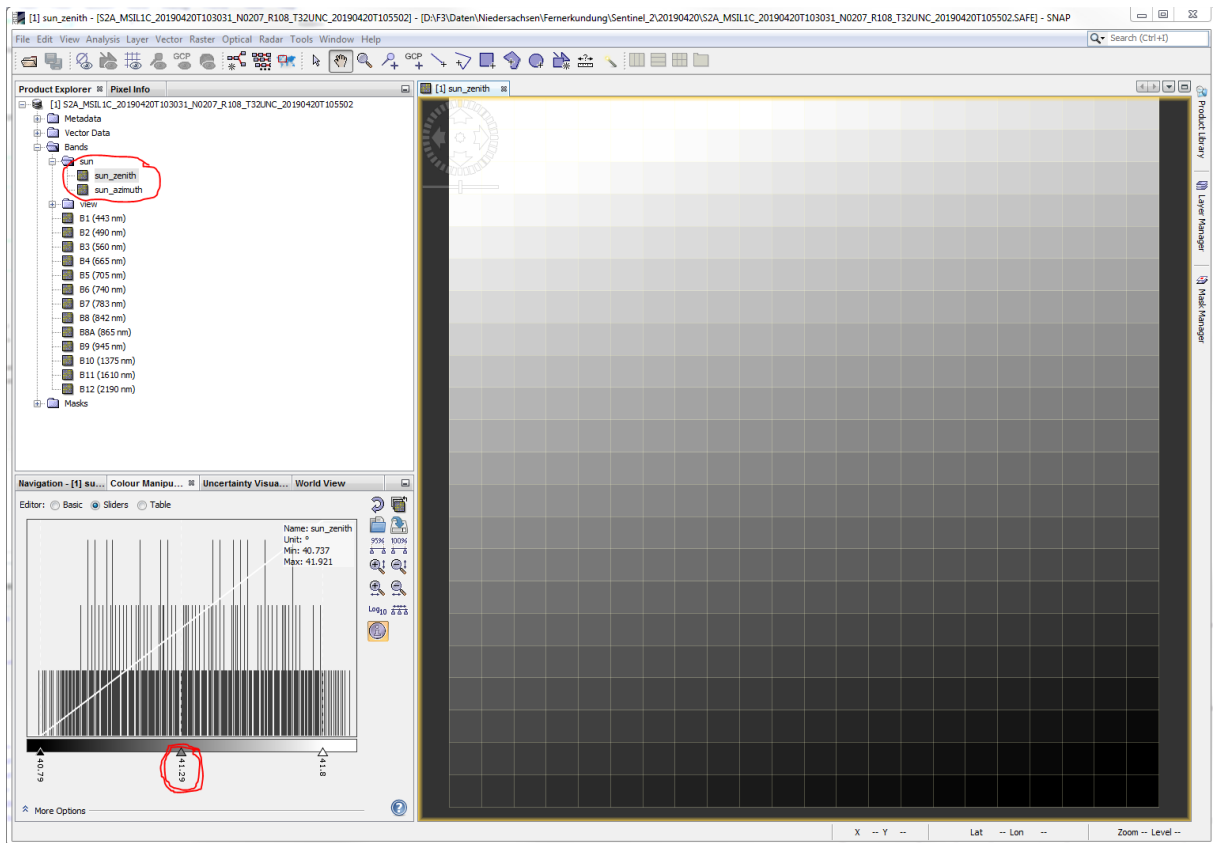 [1] sun_zenith - [S2A_MSIL1C_20190420T103031_N0207_R108_T32UNC_20190420T105502] - [D:\F3\Daten\Niedersachsen\Fernerkundung\Sentinel_2\20190420\S2A_MSIL1C_20190420T103031_N0207_R108_T32UNC_20190420T105502.SAFE] - SNAP
File Edit View Analysis Layer Vector Raster Optical Radar Tools Window Help
Search (Ctrl+I)
GCP
GCP
Product Explorer
Pixel Info
[1] S2A_MSIL1C_20190420T103031_N0207_R108_T32UNC_20190420T105502
Metadata
Vector Data
Bands
sun
sun_zenith
sun_azimuth
view
B1 (443 nm)
B2 (490 nm)
B3 (560 nm)
B4 (665 nm)
B5 (705 nm)
B6 (740 nm)
B7 (783 nm)
B8 (842 nm)
B8A (865 nm)
B9 (945 nm)
B10 (1375 nm)
B11 (1610 nm)
B12 (2190 nm)
Masks
[1] sun_zenith
Product Library
Layer Manager
Mask Manager
Navigation - [1] su... Colour Manipu... Uncertainty Visua... World View
Editor: Basic Sliders Table
Name: sun_zenith
Unit: °
Min: 40.737
Max: 41.921
95% 100%
Log10
40.79
41.29
41.8
More Options
X -- Y -- Lat -- Lon -- Zoom -- Level --